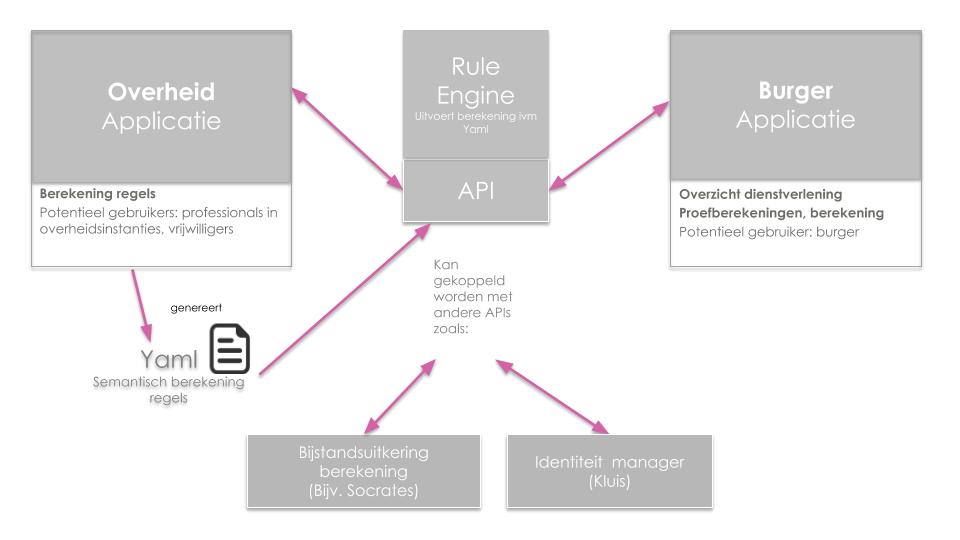 Overheid
Applicatie
Berekening regels
Potentieel gebruikers: professionals in
overheidsinstanties, vrijwilligers
Rule
Engine
Uitvoert berekening ivm
Yaml
API
Burger
Applicatie
Overzicht dienstverlening
Proefberekeningen, berekening
Potentieel gebruiker: burger
genereert
Yaml
Semantisch berekening
regels
Kan
gekoppeld
worden met
andere APIs
zoals:
Bijstandsuitkering
berekening
(Bijv. Socrates)
Identiteit manager
(Kluis)